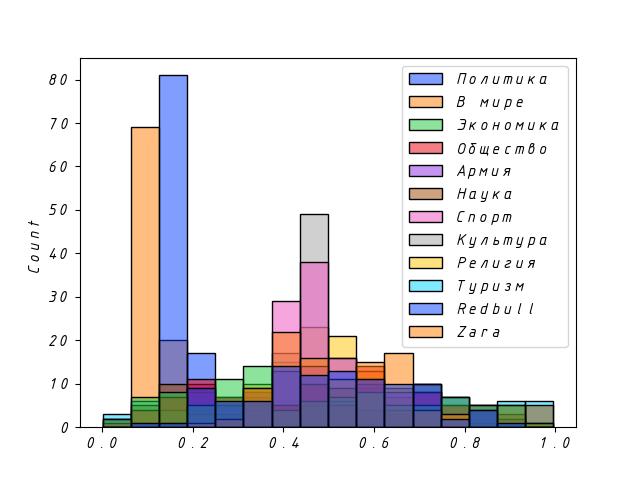 80
70
60
50
40
30
20
10
0
Count
0.0 0.2 0.4 0.6 0.8 1.0
Политика
В мире
Экономика
Общество
Армия
Наука
Спорт
Культура
Религия
Туризм
Redbull
Zara